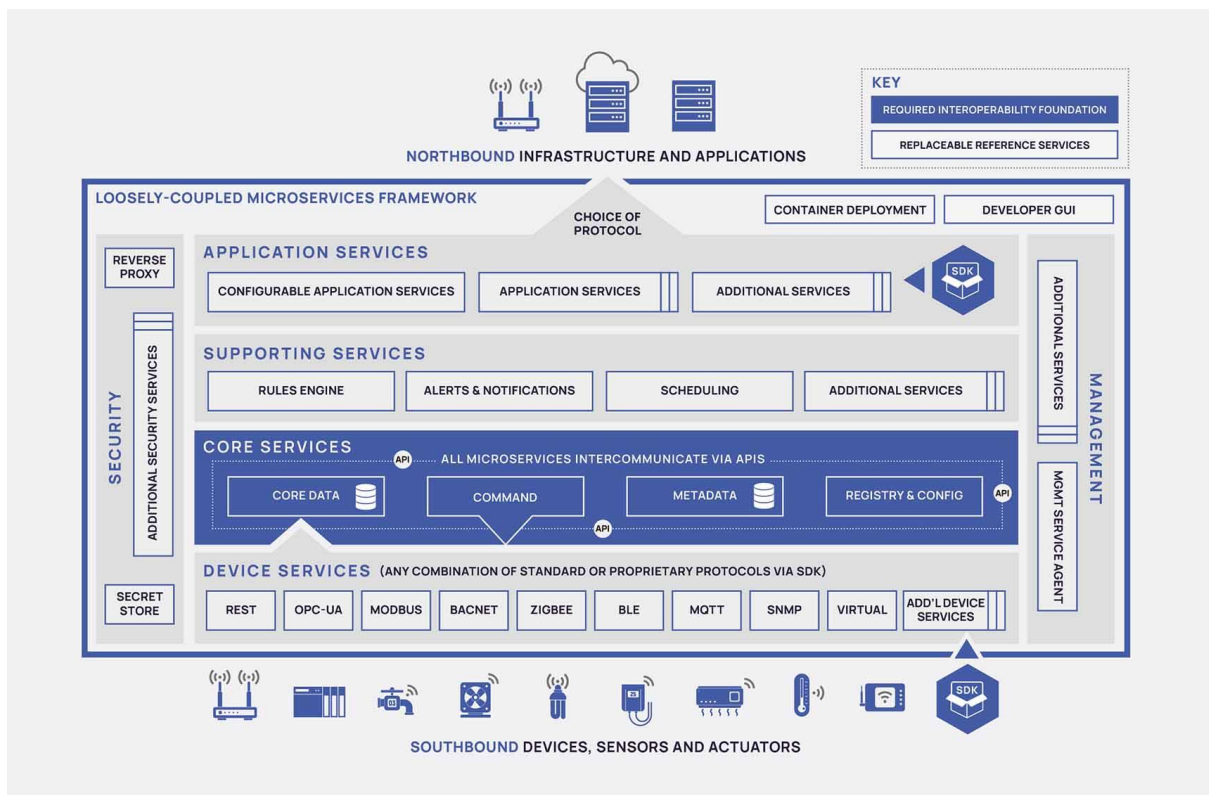 KEY
REQUIRED INTEROPERABILITY FOUNDATION
REPLACEABLE REFERENCE SERVICES
NORTHBOUND INFRASTRUCTURE AND APPLICATIONS
LOOSELY-COUPLED MICROSERVICES FRAMEWORK
CHOICE OF
PROTOCOL
CONTAINER DEPLOYMENT
DEVELOPER GUI
SECURITY
REVERSE
PROXY
ADDITIONAL SECURITY SERVICES
SECRET
STORE
APPLICATION SERVICES
CONFIGURABLE APPLICATION SERVICES
APPLICATION SERVICES
ADDITIONAL SERVICES
SDK
SUPPORTING SERVICES
RULES ENGINE
ALERTS & NOTIFICATIONS
SCHEDULING
ADDITIONAL SERVICES
CORE SERVICES
API
ALL MICROSERVICES INTERCOMMUNICATE VIA APIS
CORE DATA
COMMAND
METADATA
REGISTRY & CONFIG
API
API
DEVICE SERVICES (ANY COMBINATION OF STANDARD OR PROPRIETARY PROTOCOLS VIA SDK)
REST
OPC-UA
MODBUS
BACNET
ZIGBEE
BLE
MQTT
SNMP
VIRTUAL
ADD'L DEVICE
SERVICES
ADDITIONAL SERVICES
MANAGEMENT
MGMT SERVICE AGENT
SDK
SOUTHBOUND DEVICES, SENSORS AND ACTUATORS